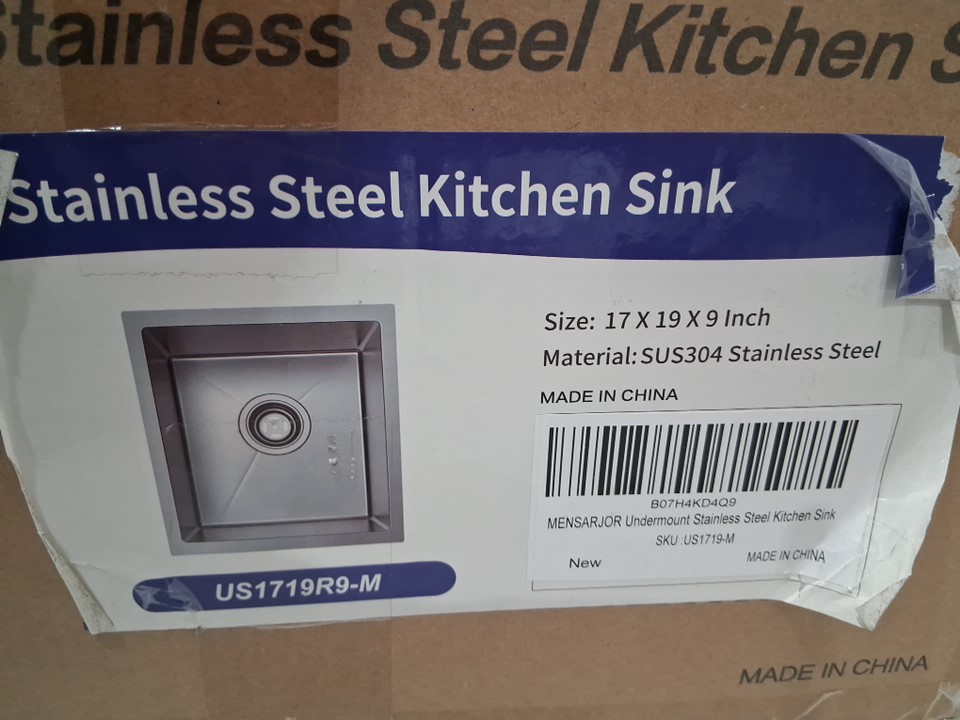 Stainless Steel Kitchen S
Stainless Steel Kitchen Sink
Size: 17 X 19 X 9 Inch
Material: SUS304 Stainless Steel
MADE IN CHINA
B07H4KD4Q9
MENSARJOR Undermount Stainless Steel Kitchen Sink
SKU :US1719-M
New
MADE IN CHINA
US1719R9-M
MADE IN CHINA